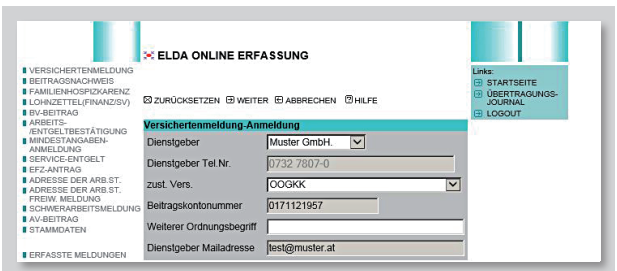 ELDA ONLINE ERFASSUNG
VERSICHERTENMELDUNG
BEITRAGSNACHWEIS
FAMILIENHOSPIZKARENZ
LOHNZETTEL(FINANZ/SV)
BV-BEITRAG
ARBEITS-
/ENTGELTBESTÄTIGUNG
MINDESTANGABEN-
ANMELDUNG
SERVICE-ENTGELT
EFZ-ANTRAG
ADRESSE DER ARB.ST.
ADRESSE DER ARB.ST.
FREIW. MELDUNG
SCHWERARBEITSMELDUNG
AV-BEITRAG
STAMMDATEN
ERFASSTE MELDUNGEN
ZURÜCKSETZEN WEITER ABBRECHEN HILFE
Versichertenmeldung-Anmeldung
Dienstgeber Muster GmbH.
Dienstgeber Tel.Nr. 0732 7807-0
zust. Vers. OOGKK
Beitragskontonummer 0171121957
Weiterer Ordnungsbegriff
Dienstgeber Mailadresse test@muster.at
Links:
STARTSEITE
ÜBERTRAGUNGS-
JOURNAL
LOGOUT